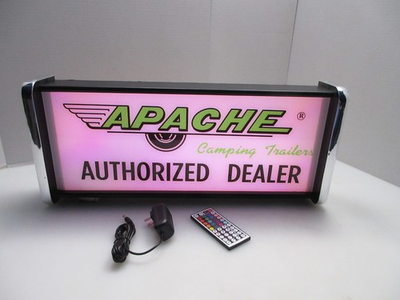 APACHE ®
Camping Trailers
AUTHORIZED DEALER